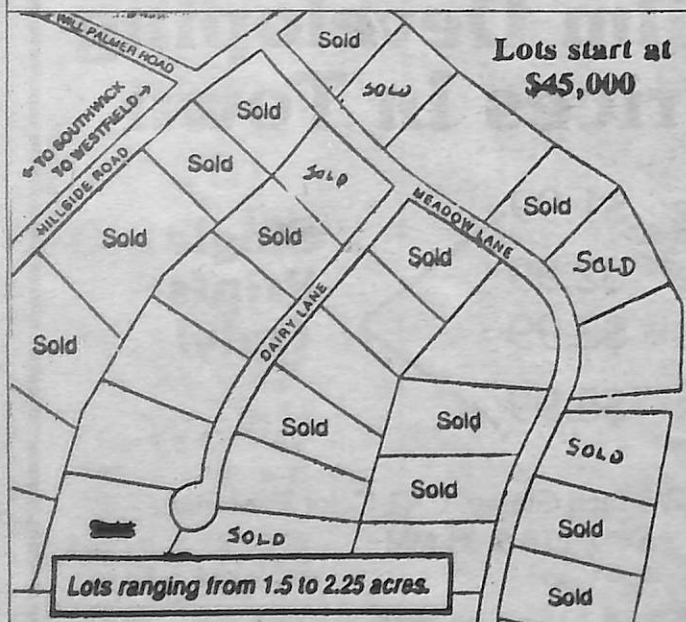 WILL PALMER ROAD
Sold
Lots start at
$45,000
SOLD
← TO SOUTHWICK
TO WESTFIELD →
Sold
HILLSIDE ROAD
Sold
SOLD
MEADOW LANE
Sold
Sold
Sold
Sold
SOLD
Sold
DAIRY LANE
Sold
Sold
SOLD
Sold
Sold
SOLD
Lots ranging from 1.5 to 2.25 acres.
Sold